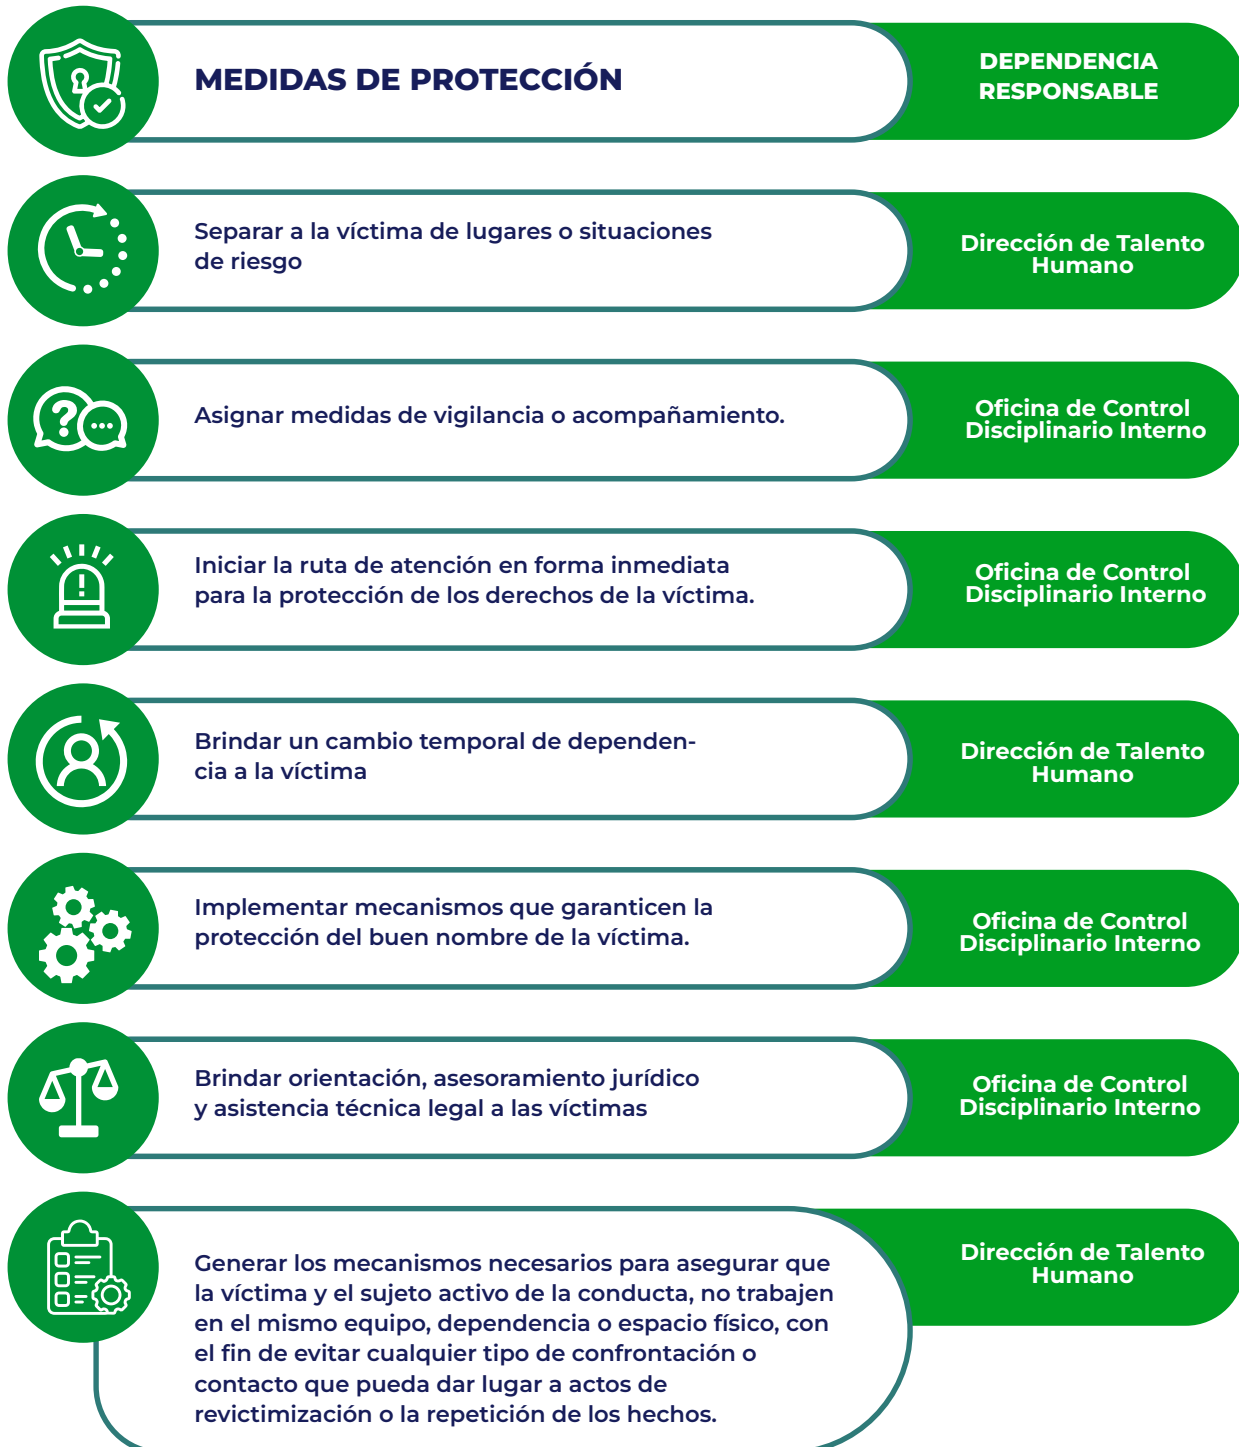 MEDIDAS DE PROTECCIÓN
DEPENDENCIA
RESPONSABLE
Separar a la víctima de lugares o situaciones
de riesgo
Dirección de Talento
Humano
Asignar medidas de vigilancia o acompañamiento.
Oficina de Control
Disciplinario Interno
Iniciar la ruta de atención en forma inmediata
para la protección de los derechos de la víctima.
Oficina de Control
Disciplinario Interno
Brindar un cambio temporal de dependen-
cia a la víctima
Dirección de Talento
Humano
Implementar mecanismos que garanticen la
protección del buen nombre de la víctima.
Oficina de Control
Disciplinario Interno
Brindar orientación, asesoramiento jurídico
y asistencia técnica legal a las víctimas
Oficina de Control
Disciplinario Interno
Generar los mecanismos necesarios para asegurar que
la víctima y el sujeto activo de la conducta, no trabajen
en el mismo equipo, dependencia o espacio físico, con
el fin de evitar cualquier tipo de confrontación o
contacto que pueda dar lugar a actos de
revictimización o la repetición de los hechos.
Dirección de Talento
Humano